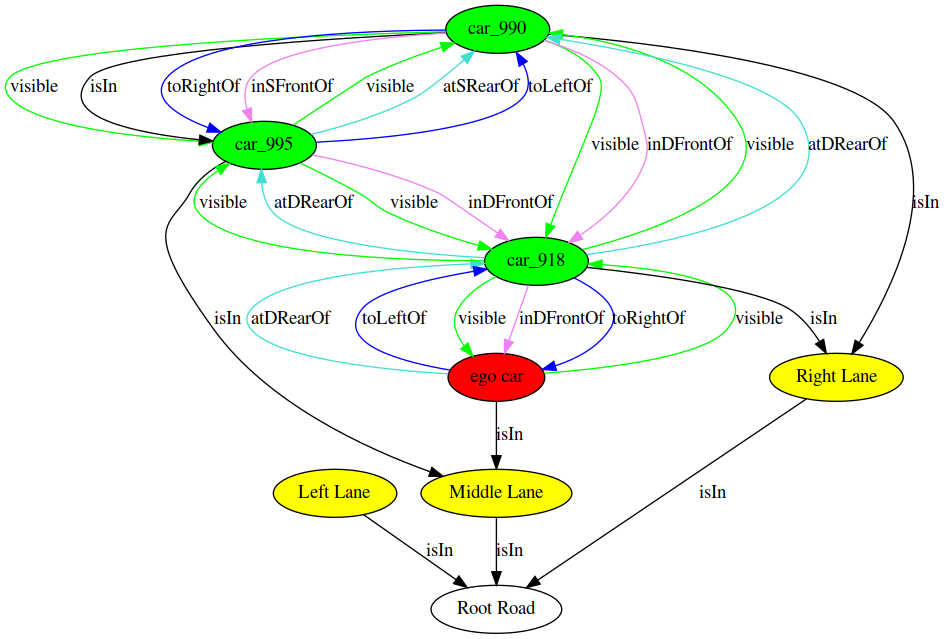 car_990
visible
isIn
toRightOf
inSFrontOf
visible
atSRearOf
toLeftOf
visible
inDFrontOf
visible
atDRearOf
car_995
visible
atDRearOf
visible
inDFrontOf
isIn
car_918
isIn
atDRearOf
toLeftOf
visible
inDFrontOf
toRightOf
visible
isIn
ego car
Right Lane
isIn
Left Lane
Middle Lane
isIn
isIn
isIn
Root Road